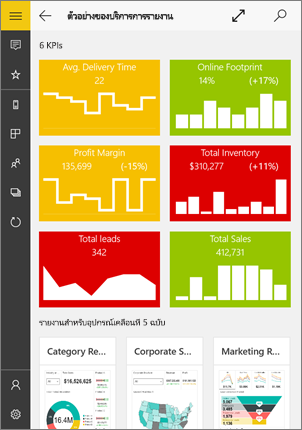 ตัวอย่างของบริการการรายงาน
6 KPIs
Avg. Delivery Time
22
Online Footprint
14% (+17%)
Profit Margin
135,699 (-15%)
Total Inventory
$310,277 (+11%)
Total leads
342
Total Sales
412,731
รายงานสำหรับอุปกรณ์เคลื่อนที่ 5 ฉบับ
Category Re...
Corporate S...
Marketing R...
$16,526,625
16.4M